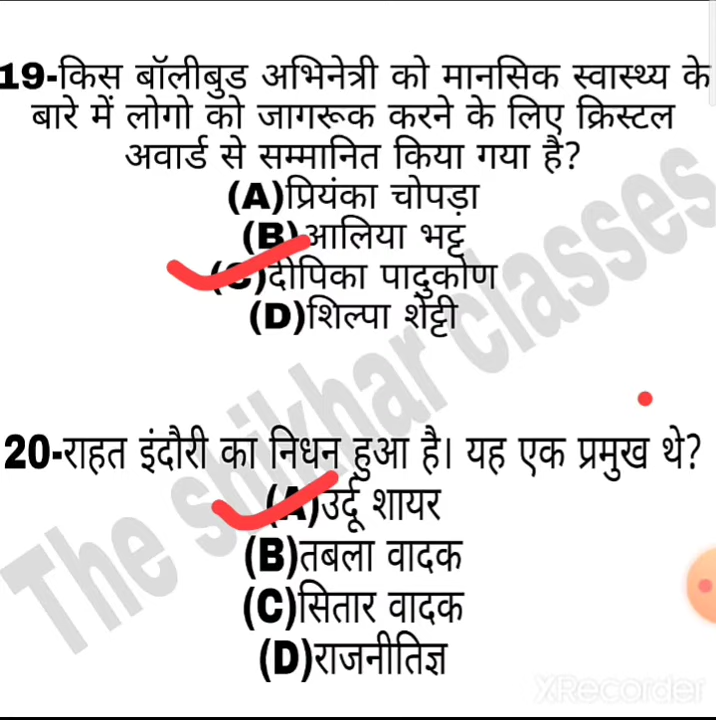 19-किस बॉलीबुड अभिनेत्री को मानसिक स्वास्थ्य के
बारे में लोगो को जागरूक करने के लिए क्रिस्टल
अवार्ड से सम्मानित किया गया है?
(A)प्रियंका चोपड़ा
(B)आलिया भट्ट
(C)दीपिका पादुकोण
(D)शिल्पा शेट्टी
20-राहत इंदौरी का निधन हुआ है। यह एक प्रमुख थे?
(A)उर्दू शायर
(B)तबला वादक
(C)सितार वादक
(D)राजनीतिज्ञ
The shikhar classes
XRecorder